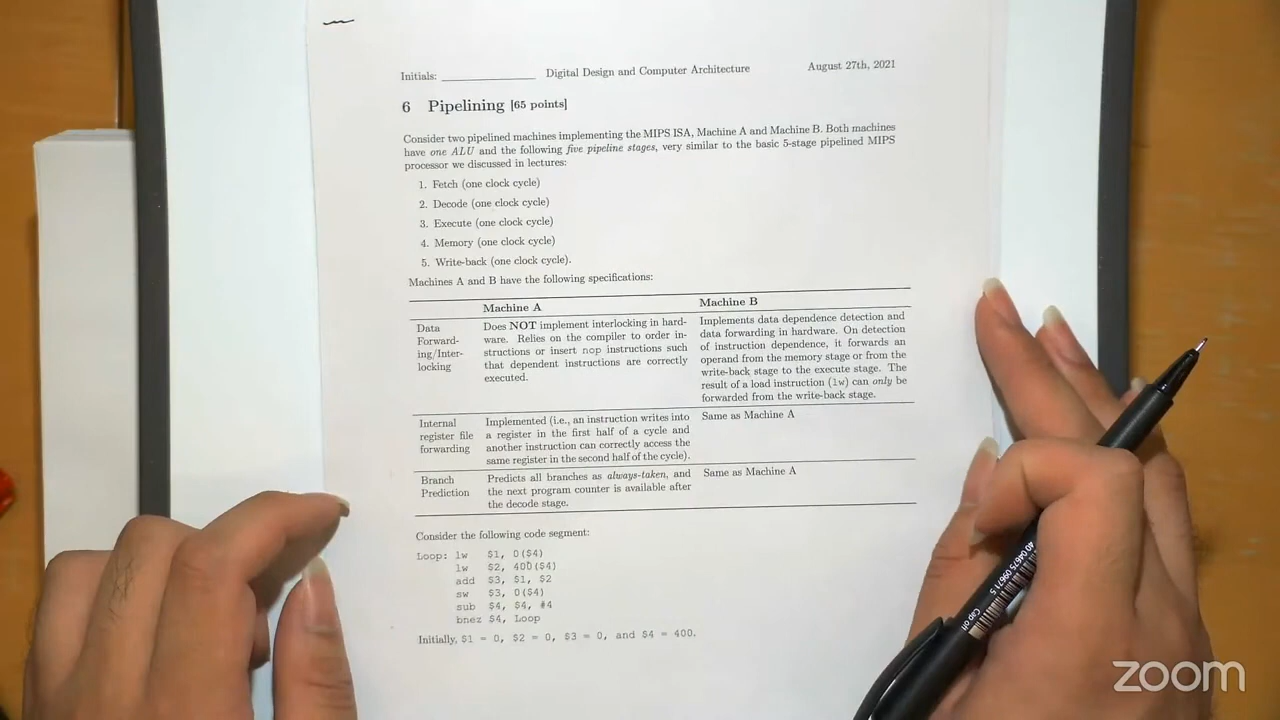 Initials: ______________ Digital Design and Computer Architecture August 27th, 2021
6 Pipelining [65 points]
Consider two pipelined machines implementing the MIPS ISA, Machine A and Machine B. Both machines
have one ALU and the following five pipeline stages, very similar to the basic 5-stage pipelined MIPS
processor we discussed in lectures:
1. Fetch (one clock cycle)
2. Decode (one clock cycle)
3. Execute (one clock cycle)
4. Memory (one clock cycle)
5. Write-back (one clock cycle).
Machines A and B have the following specifications:
Machine A Machine B
Data
Forward-
ing/Inter-
locking
Does NOT implement interlocking in hard-
ware. Relies on the compiler to order in-
structions or insert nop instructions such
that dependent instructions are correctly
executed.
Implements data dependence detection and
data forwarding in hardware. On detection
of instruction dependence, it forwards an
operand from the memory stage or from the
write-back stage to the execute stage. The
result of a load instruction (lw) can only be
forwarded from the write-back stage.
Internal
register file
forwarding
Implemented (i.e., an instruction writes into
a register in the first half of a cycle and
another instruction can correctly access the
same register in the second half of the cycle).
Same as Machine A
Branch
Prediction
Predicts all branches as always-taken, and
the next program counter is available after
the decode stage.
Same as Machine A
Consider the following code segment:
Loop: lw $1, 0($4)
lw $2, 400($4)
add $3, $1, $2
sw $3, 0($4)
sub $4, $4, #4
bnez $4, Loop
Initially, $1 = 0, $2 = 0, $3 = 0, and $4 = 400.
40 04675 05671 5
Cap off
zoom